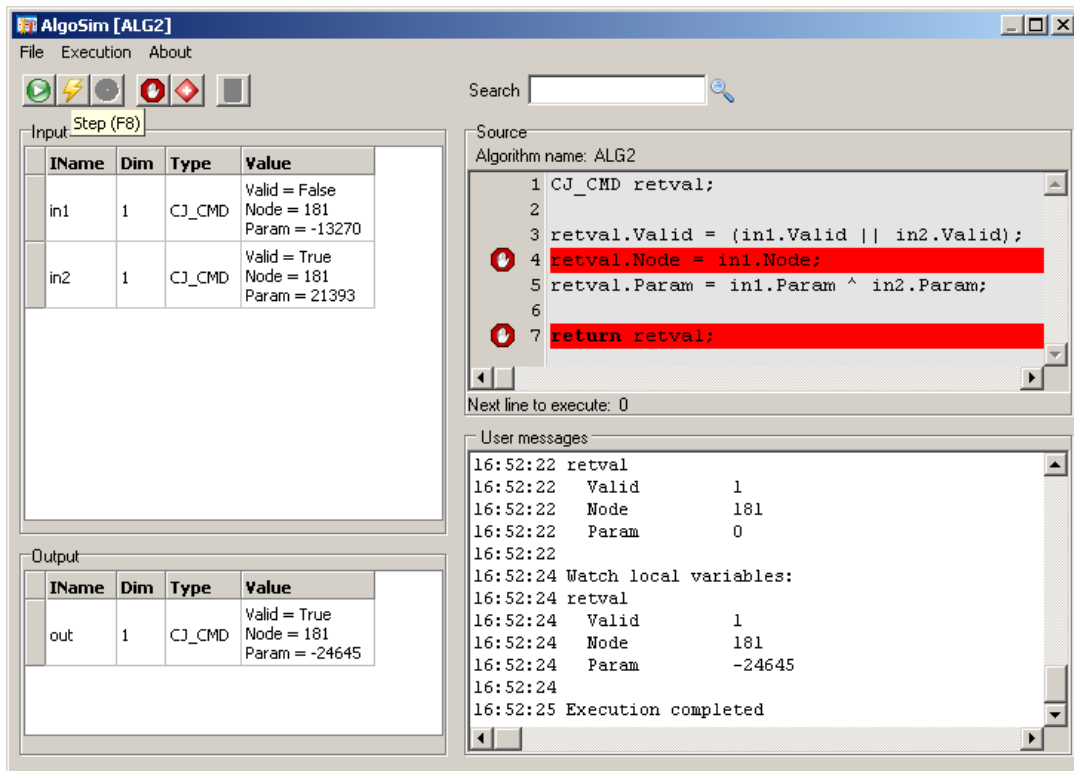 AlgoSim [ALG2]
File Execution About
Search
Step (F8)
Input
IName Dim Type Value
in1 1 CJ_CMD Valid = False
Node = 181
Param = -13270
in2 1 CJ_CMD Valid = True
Node = 181
Param = 21393
Output
IName Dim Type Value
out 1 CJ_CMD Valid = True
Node = 181
Param = -24645
Source
Algorithm name: ALG2
1 CJ_CMD retval;
2
3 retval.Valid = (in1.Valid || in2.Valid);
4 retval.Node = in1.Node;
5 retval.Param = in1.Param ^ in2.Param;
6
7 return retval;
Next line to execute: 0
User messages
16:52:22 retval
16:52:22 Valid 1
16:52:22 Node 181
16:52:22 Param 0
16:52:22
16:52:24 Watch local variables:
16:52:24 retval
16:52:24 Valid 1
16:52:24 Node 181
16:52:24 Param -24645
16:52:24
16:52:25 Execution completed